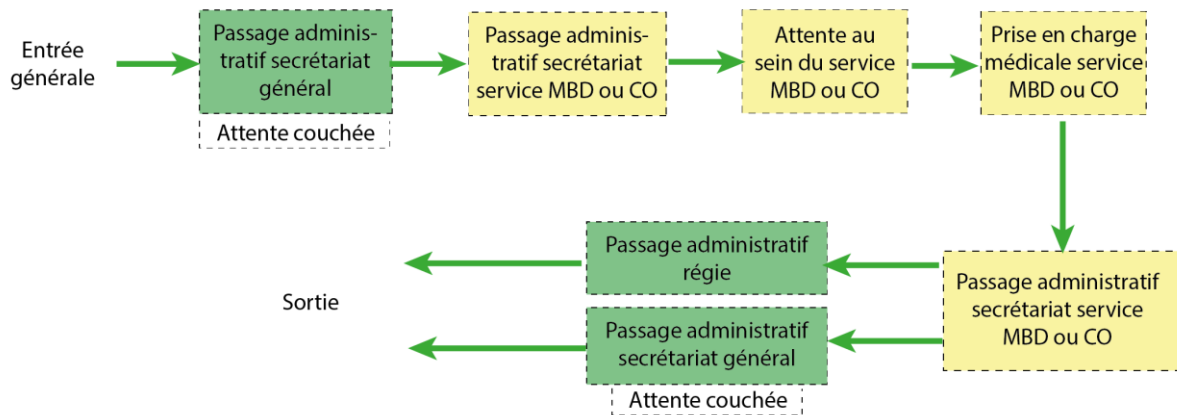 Entrée
générale
Passage adminis-
tratif secrétariat
général
Attente couchée
Passage adminis-
tratif secrétariat
service MBD ou CO
Attente au
sein du service
MBD ou CO
Prise en charge
médicale service
MBD ou CO
Passage administratif
secrétariat service
MBD ou CO
Passage administratif
régie
Passage administratif
secrétariat général
Attente couchée
Sortie